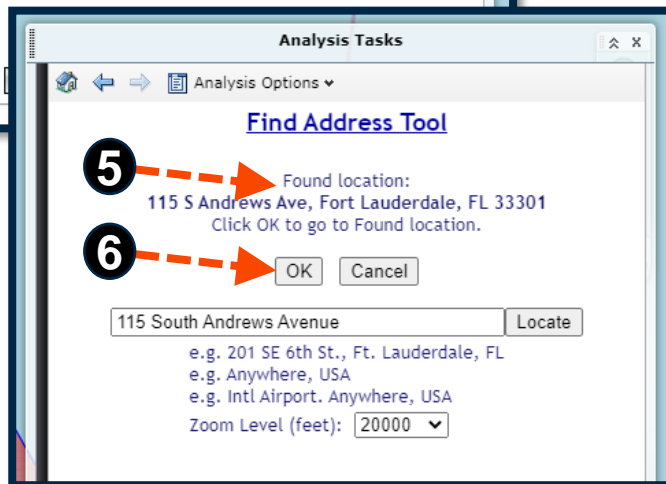 Analysis Tasks
Analysis Options
Find Address Tool
5
Found location:
115 S Andrews Ave, Fort Lauderdale, FL 33301
Click OK to go to Found location.
6
OK Cancel
115 South Andrews Avenue Locate
e.g. 201 SE 6th St., Ft. Lauderdale, FL
e.g. Anywhere, USA
e.g. Intl Airport. Anywhere, USA
Zoom Level (feet): 20000